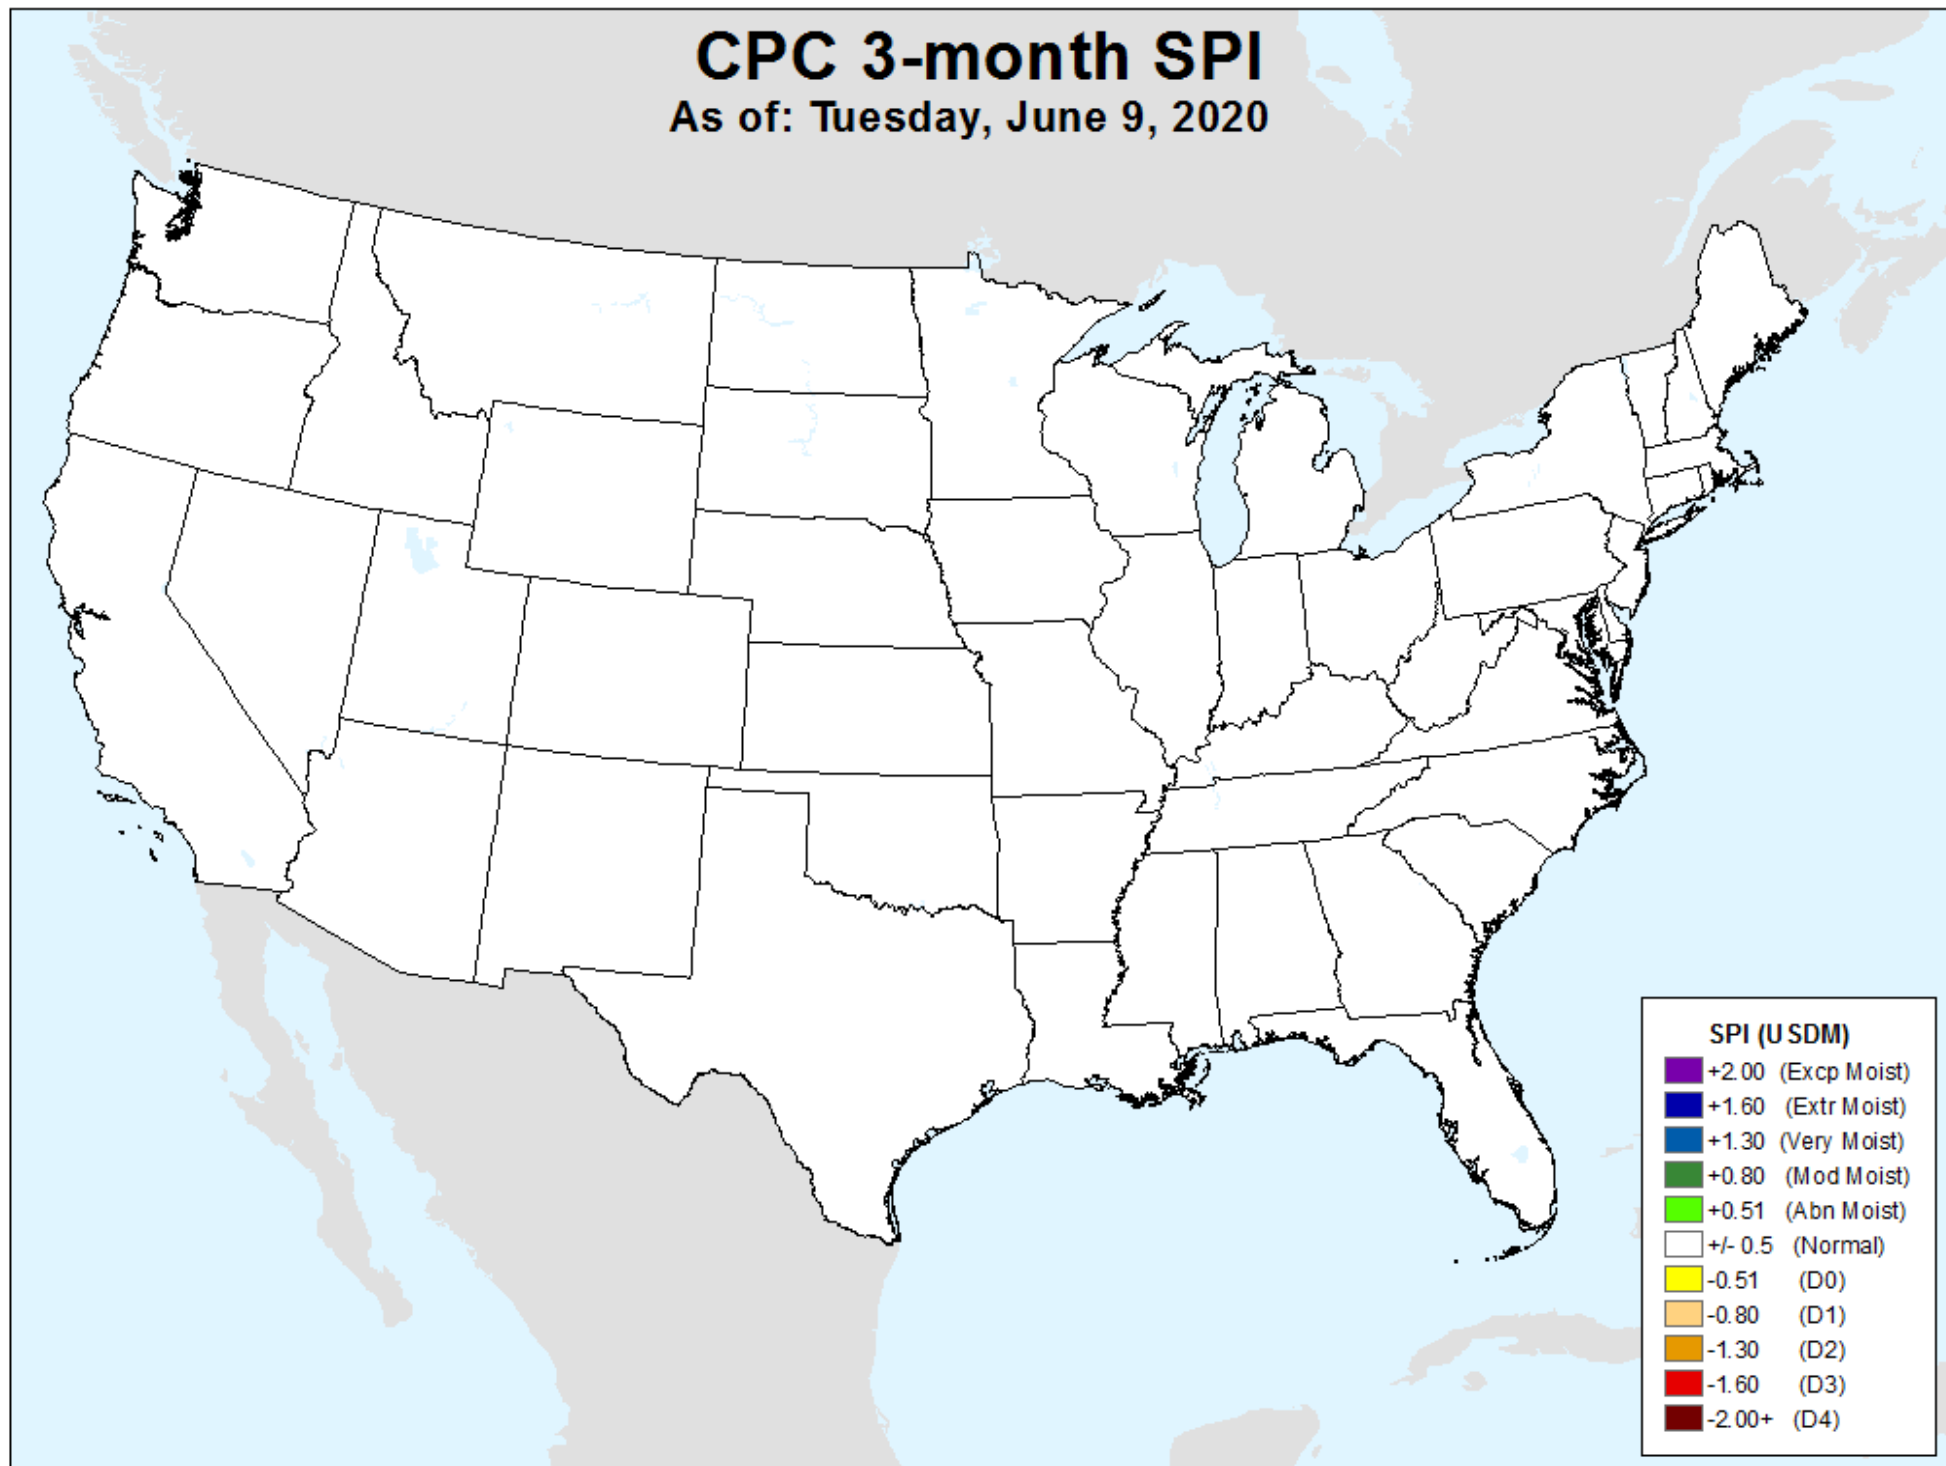 CPC 3-month SPI
As of: Tuesday, June 9, 2020
SPI (USDM)
+2.00 (Excp Moist)
+1.60 (Extr Moist)
+1.30 (Very Moist)
+0.80 (Mod Moist)
+0.51 (Abn Moist)
+/- 0.5 (Normal)
-0.51 (D0)
-0.80 (D1)
-1.30 (D2)
-1.60 (D3)
-2.00+ (D4)